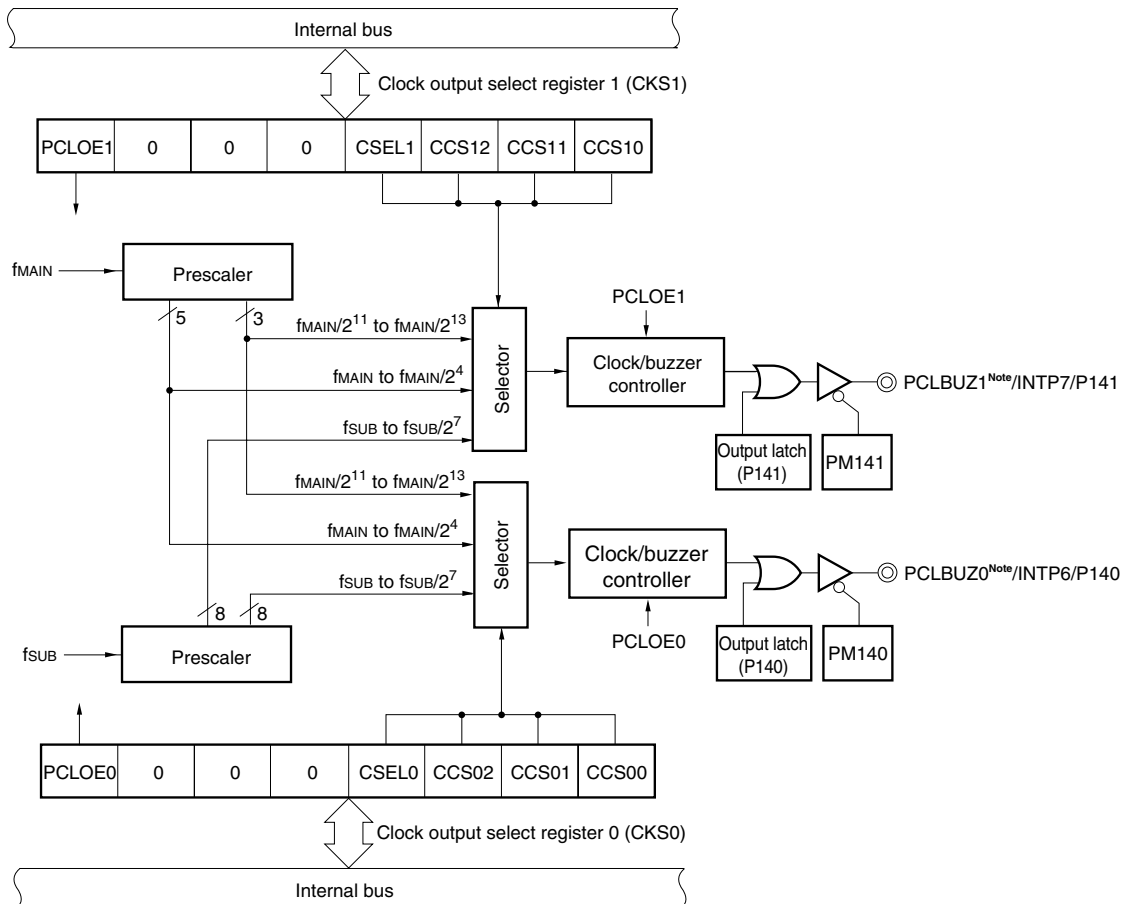 Internal bus
Clock output select register 1 (CKS1)
PCLOE1 0 0 0 CSEL1 CCS12 CCS11 CCS10
fMAIN
Prescaler
5 3
PCLOE1
fMAIN/2^11 to fMAIN/2^13
fMAIN to fMAIN/2^4
fSUB to fSUB/2^7
Selector
Clock/buzzer
controller
PCLBUZ1^Note/INTP7/P141
Output latch
(P141)
PM141
fMAIN/2^11 to fMAIN/2^13
fMAIN to fMAIN/2^4
fSUB to fSUB/2^7
Selector
Clock/buzzer
controller
PCLBUZ0^Note/INTP6/P140
8 8
PCLOE0
Output latch
(P140)
PM140
fSUB
Prescaler
PCLOE0 0 0 0 CSEL0 CCS02 CCS01 CCS00
Clock output select register 0 (CKS0)
Internal bus